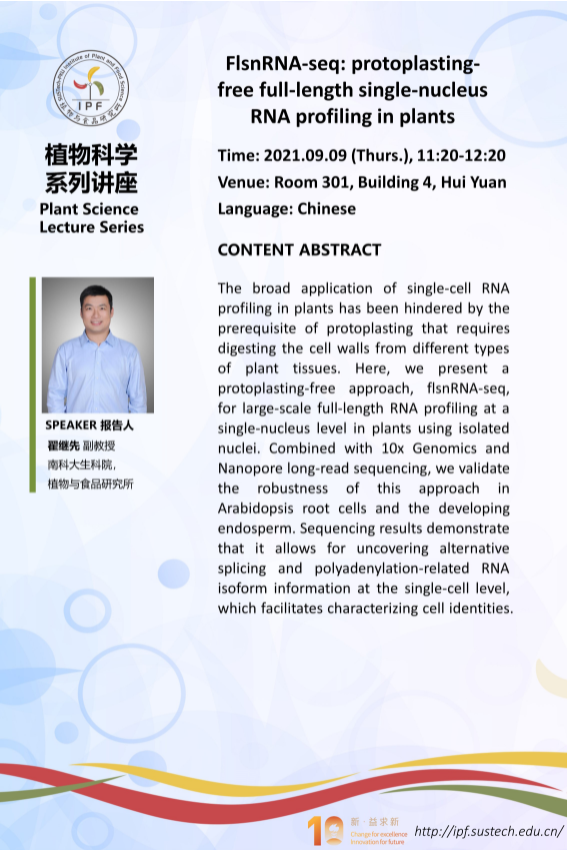 FlsnRNA-seq: protoplasting-
free full-length single-nucleus
RNA profiling in plants
SUSTech-PKU Institute of Plant and Food Science
IPF
植物与食品研究所
植物科学
系列讲座
Plant Science
Lecture Series
Time: 2021.09.09 (Thurs.), 11:20-12:20
Venue: Room 301, Building 4, Hui Yuan
Language: Chinese
CONTENT ABSTRACT
The broad application of single-cell RNA
profiling in plants has been hindered by the
prerequisite of protoplasting that requires
digesting the cell walls from different types
of plant tissues. Here, we present a
protoplasting-free approach, flsnRNA-seq,
for large-scale full-length RNA profiling at a
single-nucleus level in plants using isolated
nuclei. Combined with 10x Genomics and
Nanopore long-read sequencing, we validate
the robustness of this approach in
Arabidopsis root cells and the developing
endosperm. Sequencing results demonstrate
that it allows for uncovering alternative
splicing and polyadenylation-related RNA
isoform information at the single-cell level,
which facilitates characterizing cell identities.
SPEAKER 报告人
翟继先 副教授
南科大生科院，
植物与食品研究所
10
新·益求新
Change for excellence
Innovation for future
http://ipf.sustech.edu.cn/